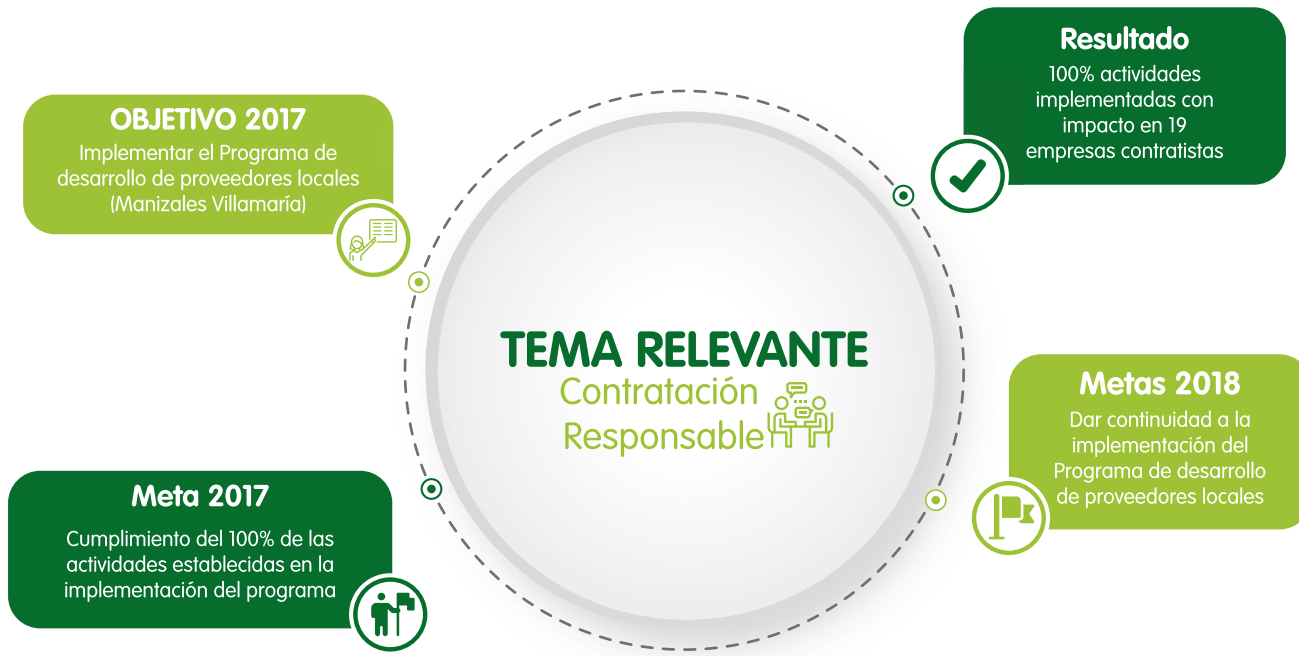 OBJETIVO 2017
Implementar el Programa de
desarrollo de proveedores locales
(Manizales Villamaría)
Meta 2017
Cumplimiento del 100% de las
actividades establecidas en la
implementación del programa
TEMA RELEVANTE
Contratación
Responsable
Resultado
100% actividades
implementadas con
impacto en 19
empresas contratistas
Metas 2018
Dar continuidad a la
implementación del
Programa de desarrollo
de proveedores locales